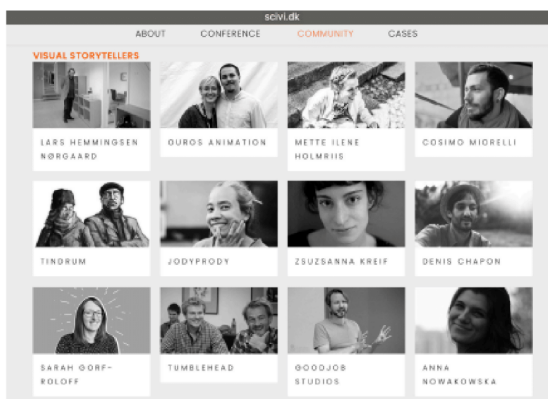 scivi.dk
ABOUT CONFERENCE COMMUNITY CASES
VISUAL STORYTELLERS
LARS HEMMINGSEN
NØRGAARD
OUROS ANIMATION
METTE ILENE
HOLMRIIS
COSIMO MIORELLI
TINDRUM
JODYPRODY
ZSUZSANNA KREIF
DENIS CHAPON
SARAH GORF-
ROLOFF
TUMBLEHEAD
GOODJOB
STUDIOS
ANNA
NOWAKOWSKA